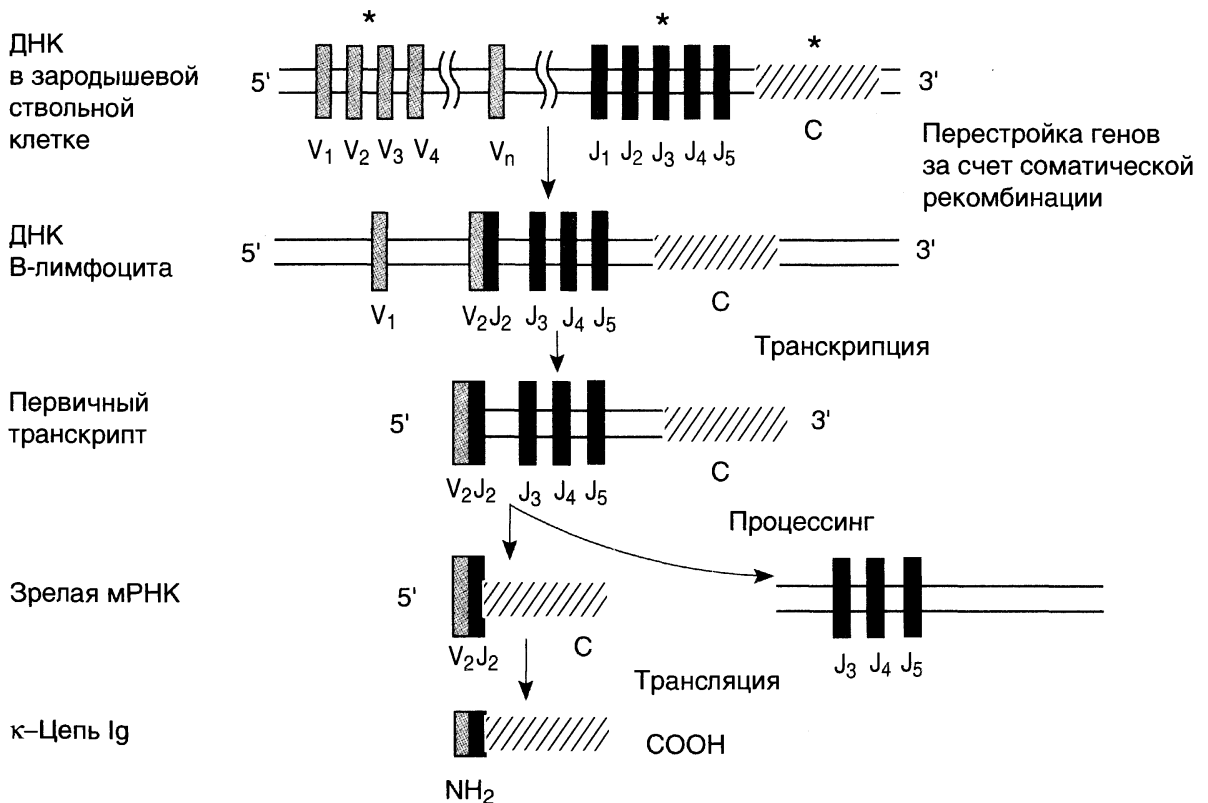 * * *
ДНК
в зародышевой
ствольной
клетке
5' 3'
V₁ V₂ V₃ V₄ Vₙ J₁ J₂ J₃ J₄ J₅ C
Перестройка генов
за счет соматической
рекомбинации
ДНК
В-лимфоцита
5' 3'
V₁ V₂J₂ J₃ J₄ J₅ C
Транскрипция
Первичный
транскрипт
5' 3'
V₂J₂ J₃ J₄ J₅ C
Процессинг
Зрелая мРНК
5'
V₂J₂ C
J₃ J₄ J₅
Трансляция
κ–Цепь Ig
COOH
NH₂